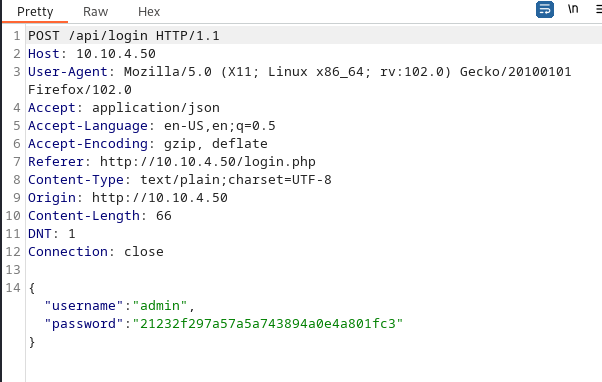 Pretty Raw Hex \n
1 POST /api/login HTTP/1.1
2 Host: 10.10.4.50
3 User-Agent: Mozilla/5.0 (X11; Linux x86_64; rv:102.0) Gecko/20100101
Firefox/102.0
4 Accept: application/json
5 Accept-Language: en-US,en;q=0.5
6 Accept-Encoding: gzip, deflate
7 Referer: http://10.10.4.50/login.php
8 Content-Type: text/plain;charset=UTF-8
9 Origin: http://10.10.4.50
10 Content-Length: 66
11 DNT: 1
12 Connection: close
13
14 {
"username":"admin",
"password":"21232f297a57a5a743894a0e4a801fc3"
}